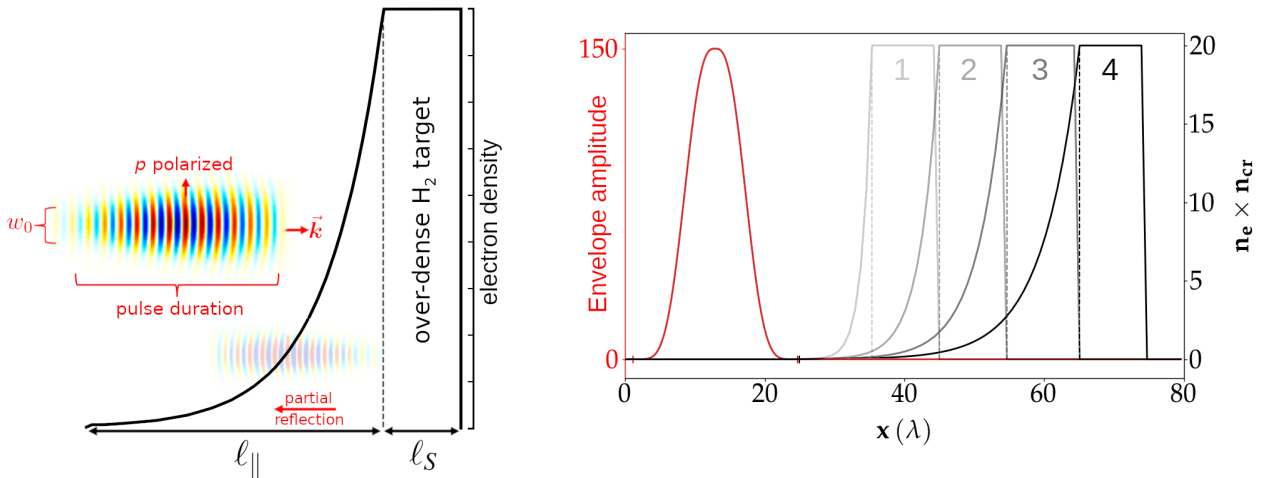 p polarized
w₀
k⃗
pulse duration
partial
reflection
ℓ∥
ℓS
over-dense H₂ target
electron density
Envelope amplitude
150
0
1
2
3
4
20
15
10
5
0
nₑ × n_cr
0
20
40
60
80
x (λ)